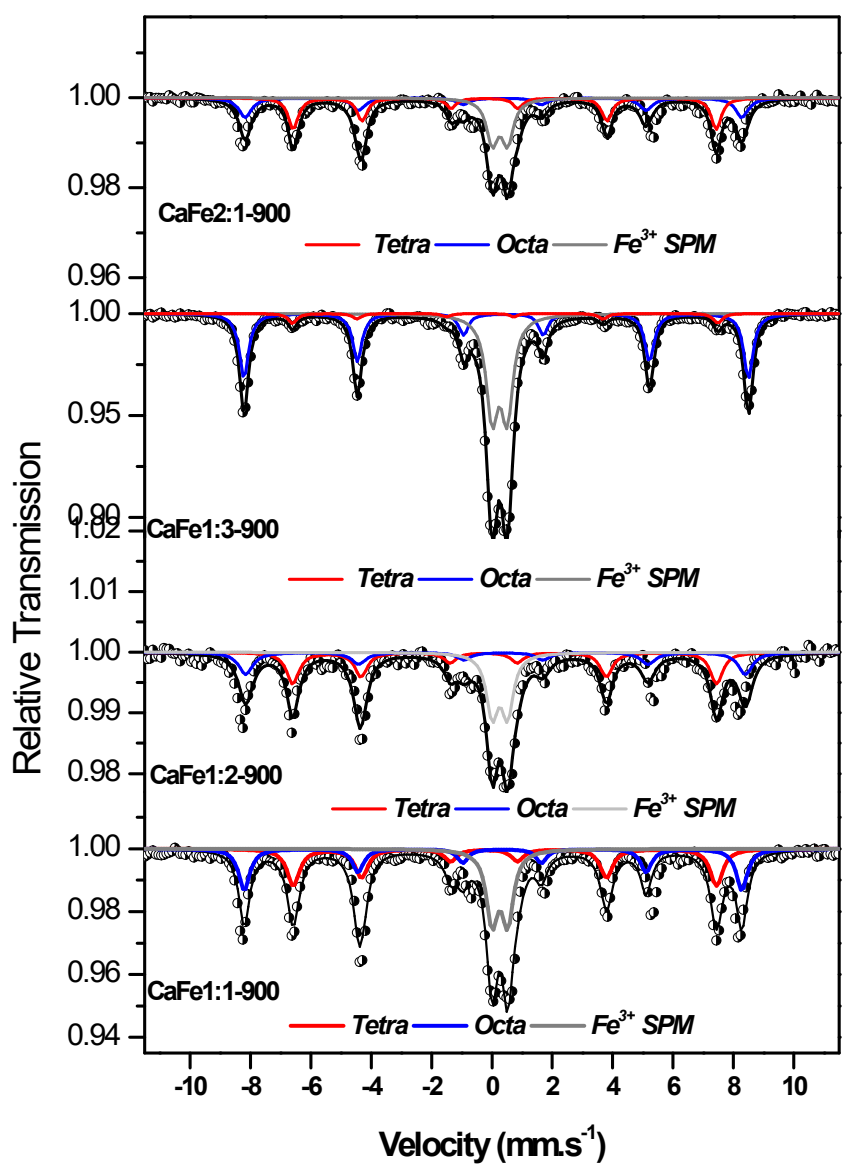 1.00
0.98
CaFe2:1-900
Tetra Octa Fe³⁺ SPM
0.96
1.00
0.95
0.90
CaFe1:3-900
1.02
Tetra Octa Fe³⁺ SPM
1.01
1.00
0.99
0.98
CaFe1:2-900
Tetra Octa Fe³⁺ SPM
1.00
0.98
0.96
CaFe1:1-900
Tetra Octa Fe³⁺ SPM
0.94
-10 -8 -6 -4 -2 0 2 4 6 8 10
Velocity (mm.s⁻¹)
Relative Transmission